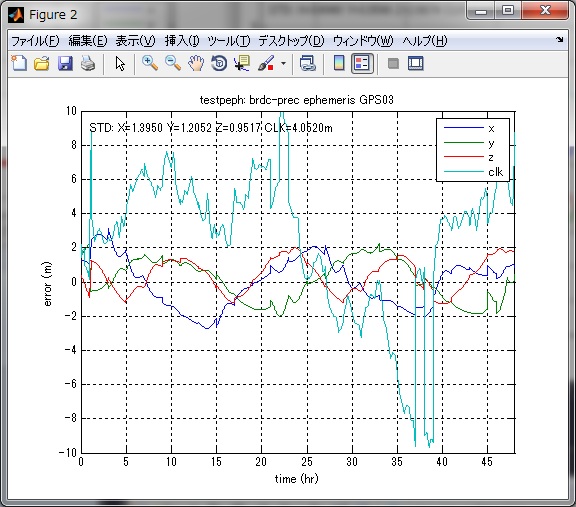 Figure 2
ファイル(F) 編集(E) 表示(V) 挿入(I) ツール(T) デスクトップ(D) ウィンドウ(W) ヘルプ(H)
testpeph: brdc-prec ephemeris GPS03
STD: X=1.3950 Y=1.2052 Z=0.9517 CLK=4.0520m
x
y
z
clk
10
8
6
4
2
0
-2
-4
-6
-8
-10
error (m)
0 5 10 15 20 25 30 35 40 45
time (hr)